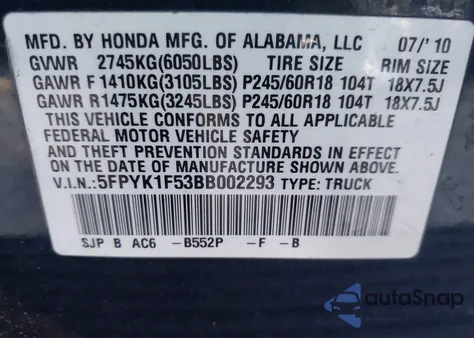 MFD. BY HONDA MFG. OF ALABAMA, LLC 07/'10
GVWR 2745KG(6050LBS) TIRE SIZE RIM SIZE
GAWR F 1410KG(3105LBS) P245/60R18 104T 18X7.5J
GAWR R1475KG(3245LBS) P245/60R18 104T 18X7.5J
THIS VEHICLE CONFORMS TO ALL APPLICABLE
FEDERAL MOTOR VEHICLE SAFETY
AND THEFT PREVENTION STANDARDS IN EFFECT
ON THE DATE OF MANUFACTURE SHOWN ABOVE.
V.I.N.: 5FPYK1F53BB002293 TYPE: TRUCK
SJP B AC6 -B552P -F -B
autoSnap